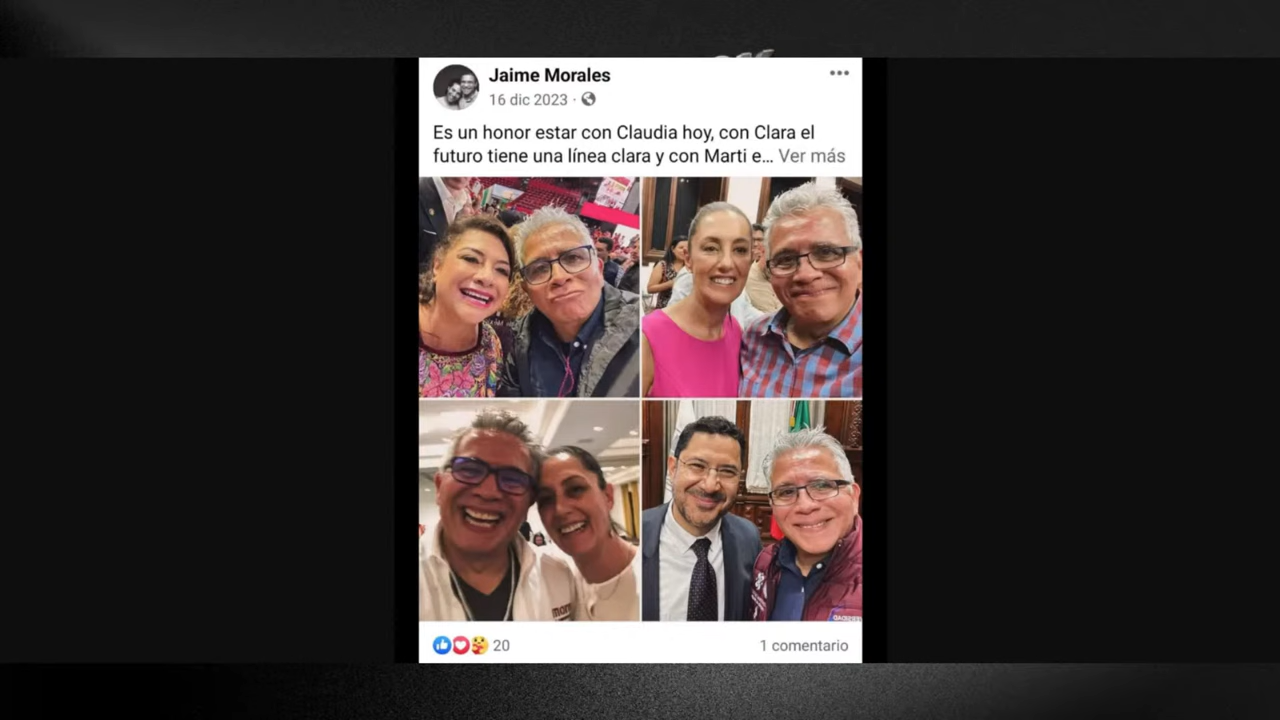 Jaime Morales
16 dic 2023 ·
Es un honor estar con Claudia hoy, con Clara el
futuro tiene una línea clara y con Marti e... Ver más
20
1 comentario